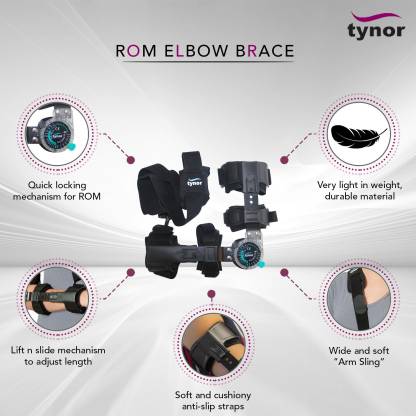 tynor
ROM ELBOW BRACE
tynor
Quick locking
mechanism for ROM
Very light in weight,
durable material
Lift n slide mechanism
to adjust length
Soft and cushiony
anti-slip straps
Wide and soft
"Arm Sling"